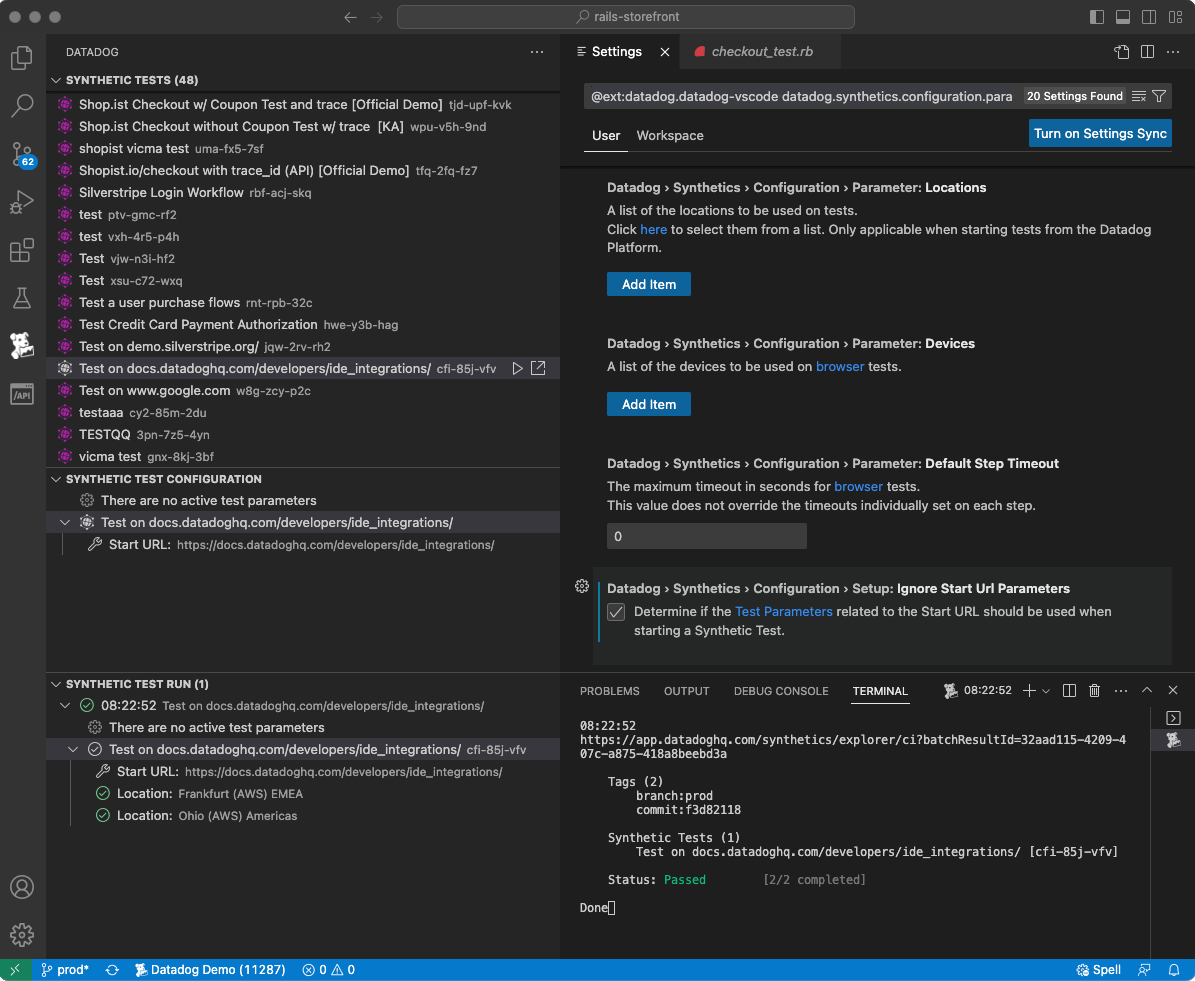 rails-storefront
DATADOG
SYNTHETIC TESTS (48)
Shop.ist Checkout w/ Coupon Test and trace [Official Demo] tjd-upf-kvk
Shop.ist Checkout without Coupon Test w/ trace [KA] wpu-v5h-9nd
shopist vicma test uma-fx5-7sf
Shopist.io/checkout with trace_id (API) [Official Demo] tfq-2fq-fz7
Silverstripe Login Workflow rbf-acj-skq
test ptv-gmc-rf2
test vxh-4r5-p4h
Test vjw-n3i-hf2
Test xsu-c72-wxq
Test a user purchase flows rnt-rpb-32c
Test Credit Card Payment Authorization hwe-y3b-hag
Test on demo.silverstripe.org/ jqw-2rv-rh2
Test on docs.datadoghq.com/developers/ide_integrations/ cfi-85j-vfv
Test on www.google.com w8g-zcy-p2c
testaaa cy2-85m-2du
TESTQQ 3pn-7z5-4yn
vicma test gnx-8kj-3bf
SYNTHETIC TEST CONFIGURATION
There are no active test parameters
Test on docs.datadoghq.com/developers/ide_integrations/
Start URL: https://docs.datadoghq.com/developers/ide_integrations/
SYNTHETIC TEST RUN (1)
08:22:52 Test on docs.datadoghq.com/developers/ide_integrations/
There are no active test parameters
Test on docs.datadoghq.com/developers/ide_integrations/ cfi-85j-vfv
Start URL: https://docs.datadoghq.com/developers/ide_integrations/
Location: Frankfurt (AWS) EMEA
Location: Ohio (AWS) Americas
62
/API
Settings
checkout_test.rb
@ext:datadog.datadog-vscode datadog.synthetics.configuration.para
20 Settings Found
User Workspace
Turn on Settings Sync
Datadog › Synthetics › Configuration › Parameter: Locations
A list of the locations to be used on tests.
Click here to select them from a list. Only applicable when starting tests from the Datadog
Platform.
Add Item
Datadog › Synthetics › Configuration › Parameter: Devices
A list of the devices to be used on browser tests.
Add Item
Datadog › Synthetics › Configuration › Parameter: Default Step Timeout
The maximum timeout in seconds for browser tests.
This value does not override the timeouts individually set on each step.
0
Datadog › Synthetics › Configuration › Setup: Ignore Start Url Parameters
Determine if the Test Parameters related to the Start URL should be used when
starting a Synthetic Test.
PROBLEMS OUTPUT DEBUG CONSOLE TERMINAL
08:22:52
08:22:52
https://app.datadoghq.com/synthetics/explorer/ci?batchResultId=32aad115-4209-4
07c-a875-418a8beebd3a
Tags (2)
branch:prod
commit:f3d82118
Synthetic Tests (1)
Test on docs.datadoghq.com/developers/ide_integrations/ [cfi-85j-vfv]
Status: Passed [2/2 completed]
Done
prod* Datadog Demo (11287) 0 0
Spell